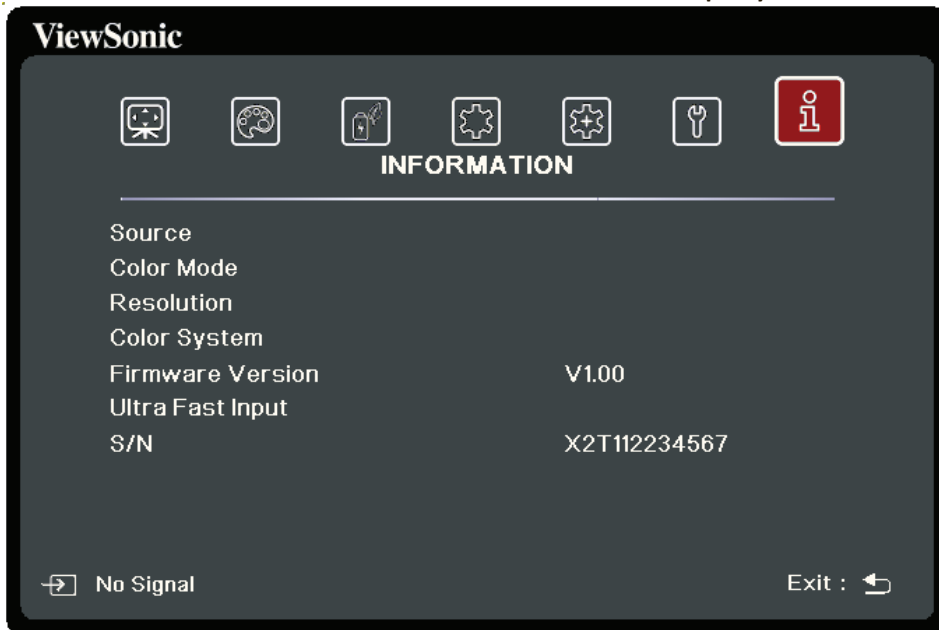 ViewSonic
INFORMATION
Source
Color Mode
Resolution
Color System
Firmware Version V1.00
Ultra Fast Input
S/N X2T112234567
No Signal Exit :